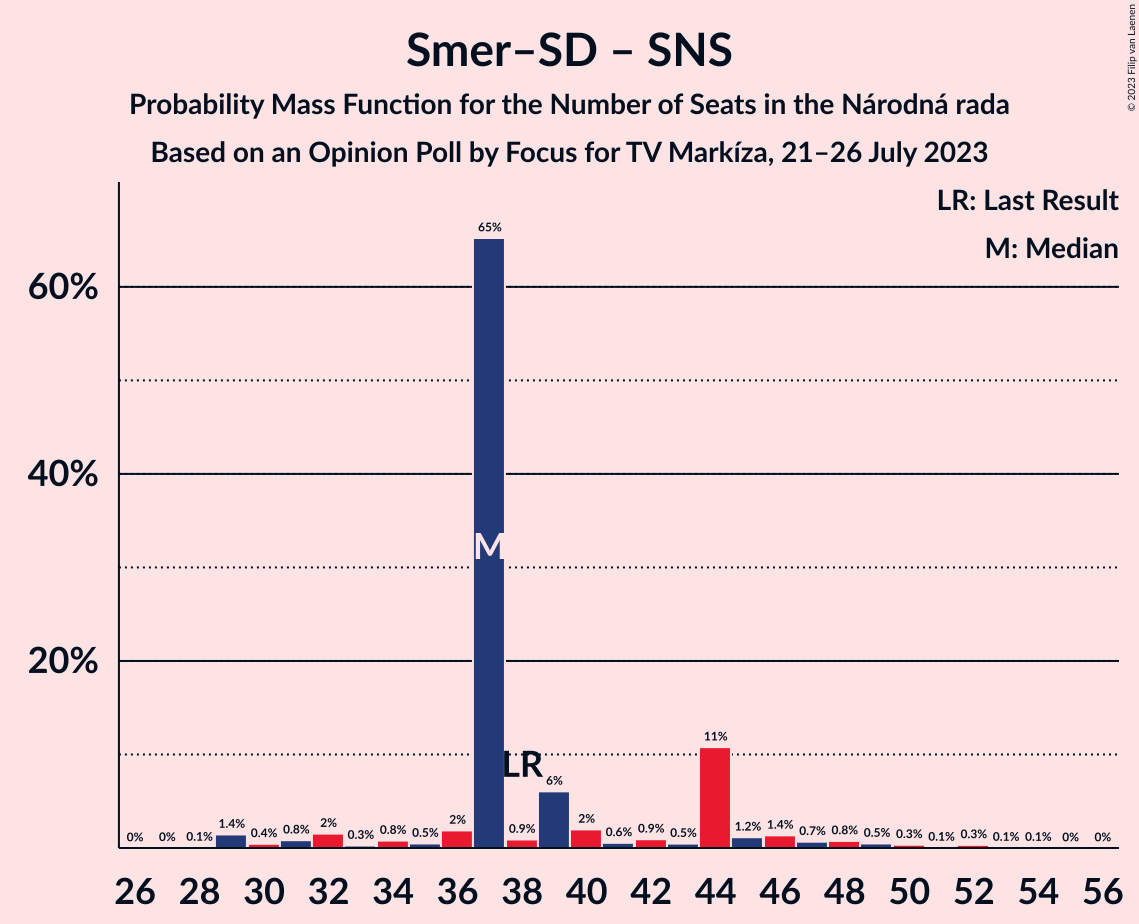 Smer–SD – SNS
Probability Mass Function for the Number of Seats in the Národná rada
Based on an Opinion Poll by Focus for TV Markíza, 21–26 July 2023
© 2023 Filip van Laenen
LR: Last Result
M: Median
60%
40%
20%
65%
M
LR
0% 0% 0.1% 1.4% 0.4% 0.8% 2% 0.3% 0.8% 0.5% 2% 0.9% 6% 2% 0.6% 0.9% 0.5% 11% 1.2% 1.4% 0.7% 0.8% 0.5% 0.3% 0.1% 0.3% 0.1% 0.1% 0% 0%
26 28 30 32 34 36 38 40 42 44 46 48 50 52 54 56